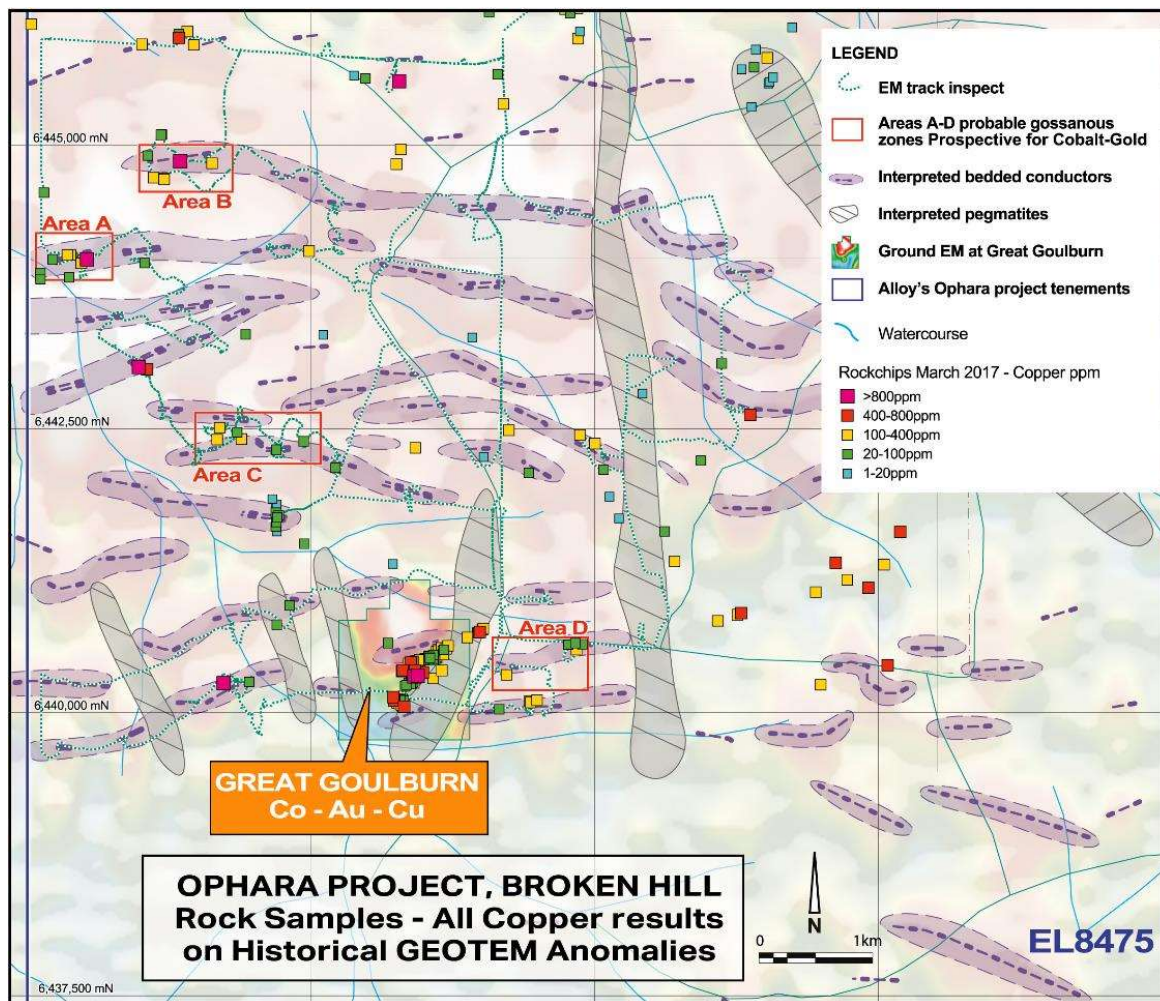 LEGEND
EM track inspect
Areas A-D probable gossanous
zones Prospective for Cobalt-Gold
Interpreted bedded conductors
Interpreted pegmatites
Ground EM at Great Goulburn
Alloy's Ophara project tenements
Watercourse
Rockchips March 2017 - Copper ppm
>800ppm
400-800ppm
100-400ppm
20-100ppm
1-20ppm
6,445,000 mN
Area B
Area A
6,442,500 mN
Area C
Area D
6,440,000 mN
GREAT GOULBURN
Co - Au - Cu
OPHARA PROJECT, BROKEN HILL
Rock Samples - All Copper results
on Historical GEOTEM Anomalies
N
0 1km
EL8475
6,437,500 mN